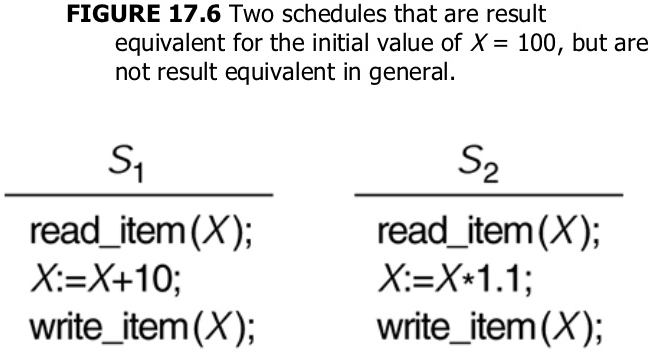 FIGURE 17.6 Two schedules that are result
equivalent for the initial value of X = 100, but are
not result equivalent in general.
S1 S2
read_item(X); read_item(X);
X:=X+10; X:=X*1.1;
write_item(X); write_item(X);